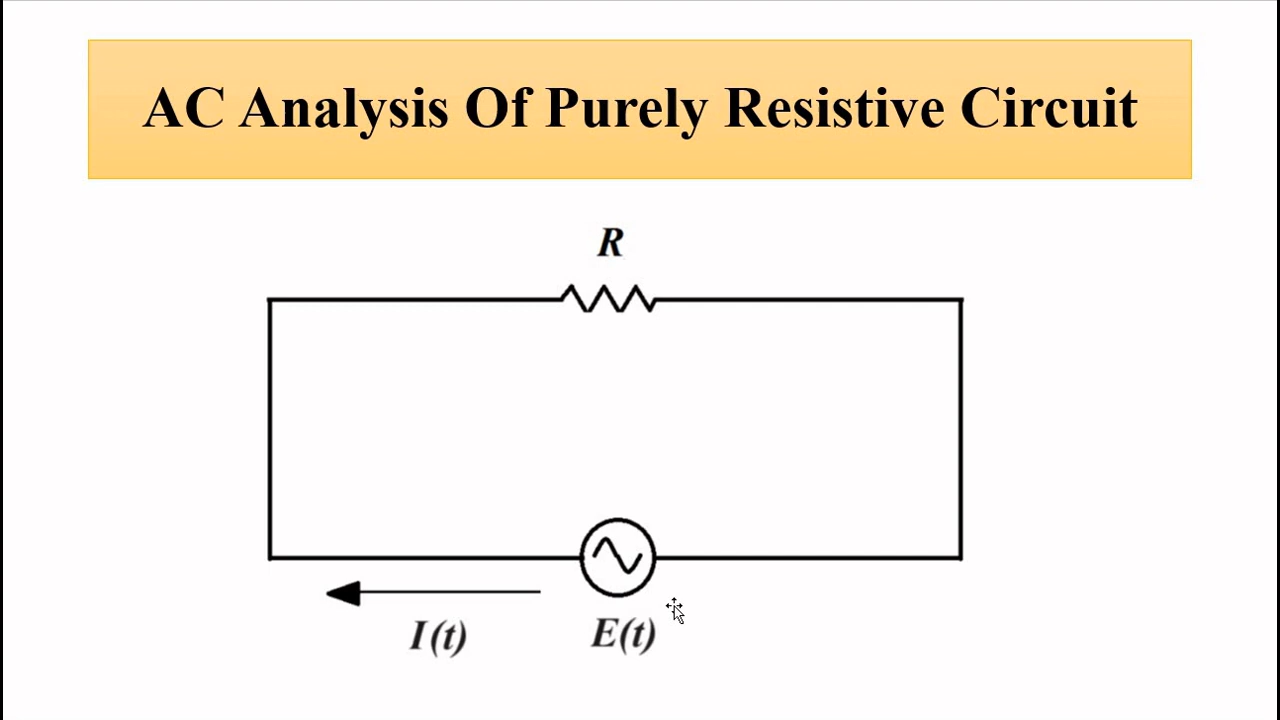 AC Analysis Of Purely Resistive Circuit
R
I(t)
E(t)